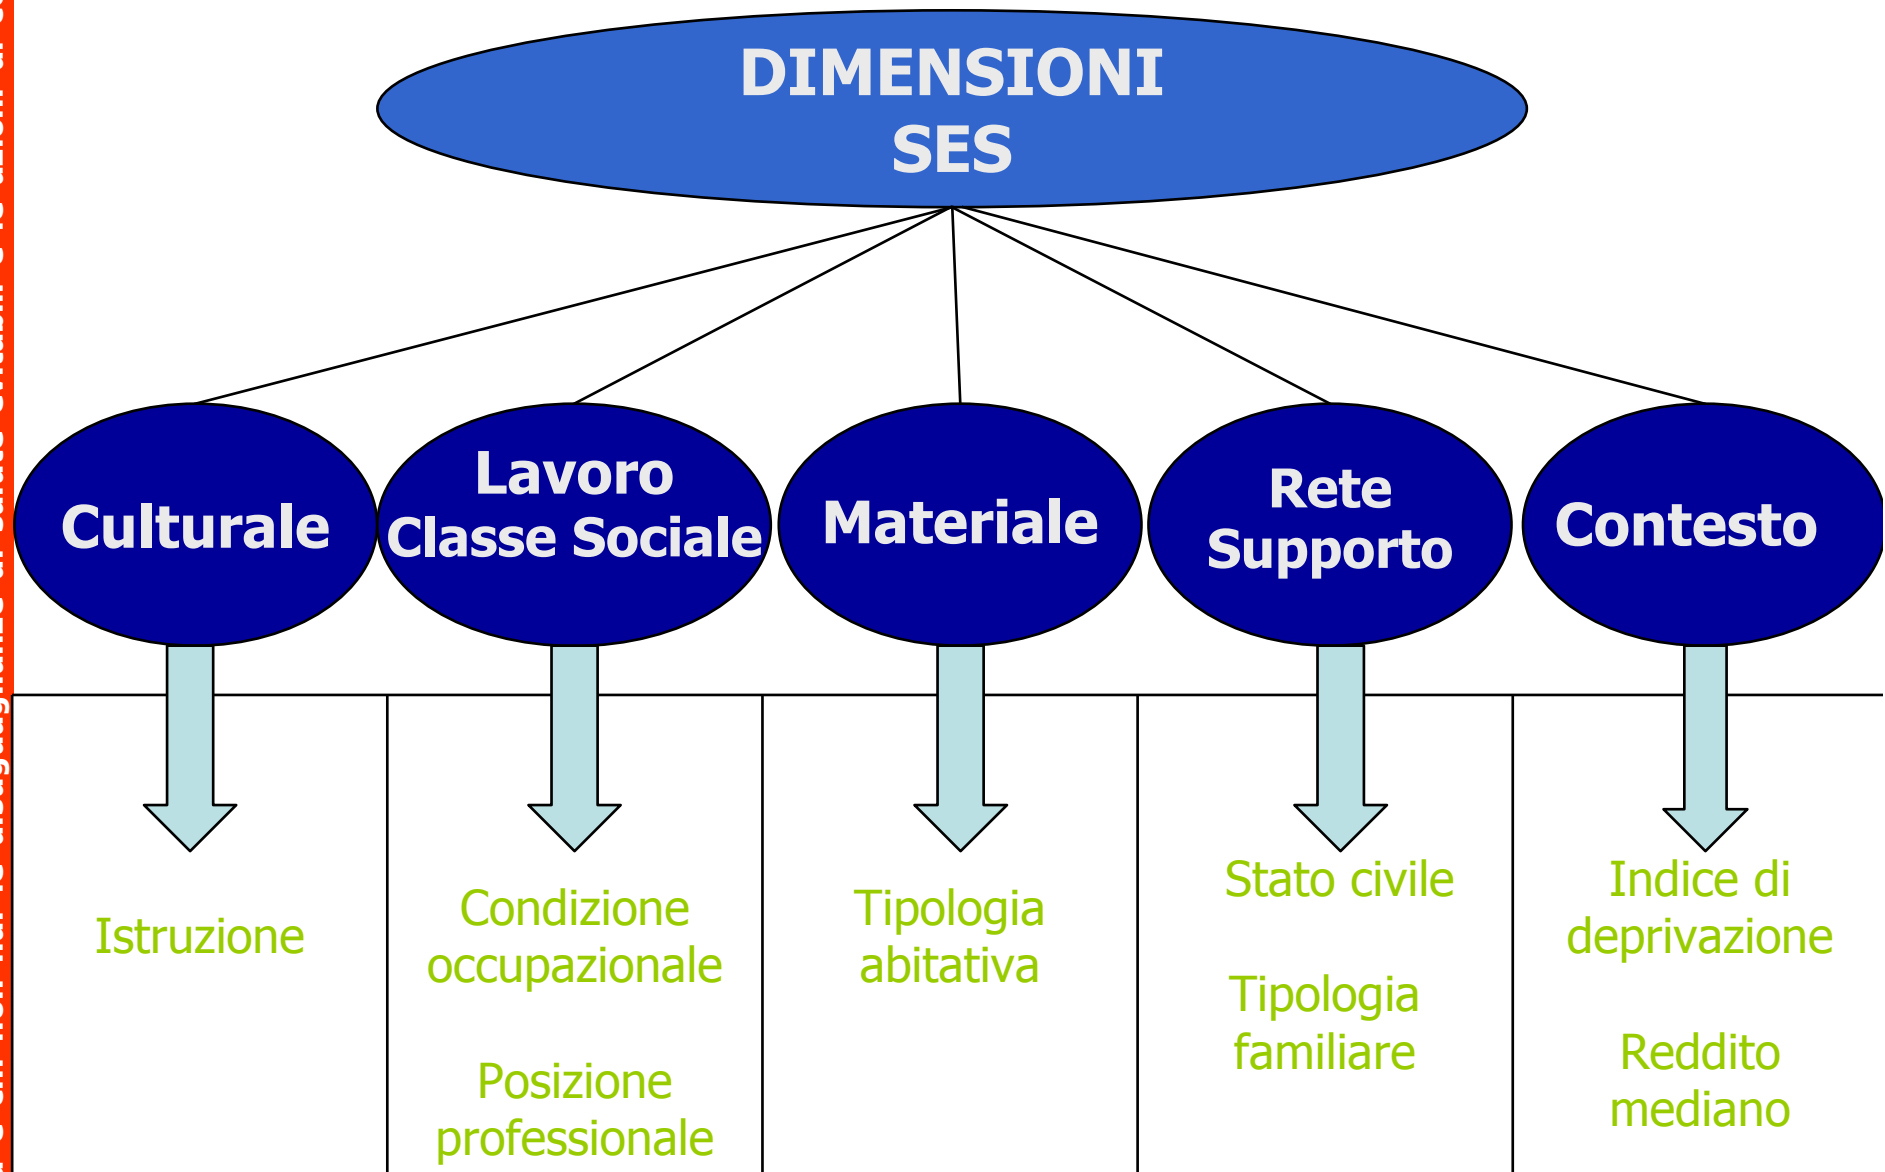 DIMENSIONI
SES
Culturale
Lavoro
Classe Sociale
Materiale
Rete
Supporto
Contesto
Istruzione
Condizione
occupazionale
Posizione
professionale
Tipologia
abitativa
Stato civile
Tipologia
familiare
Indice di
deprivazione
Reddito
mediano